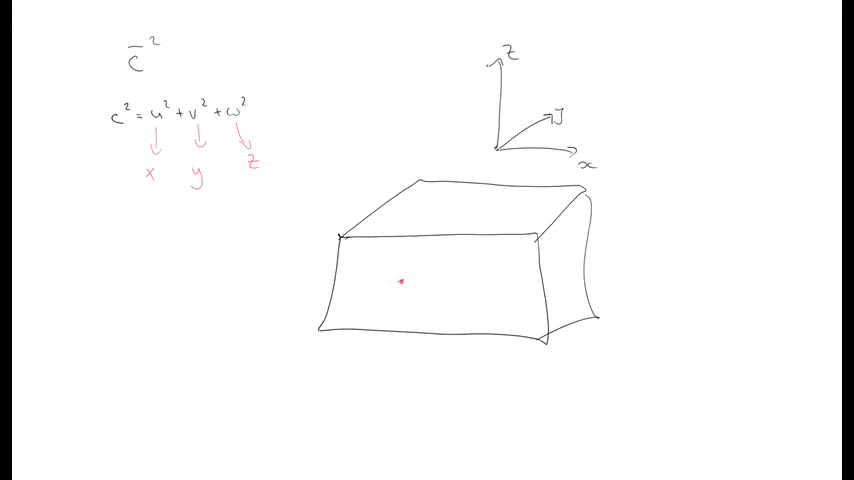 c̅²
c² = u² + v² + ω²
x y z
z
y
x